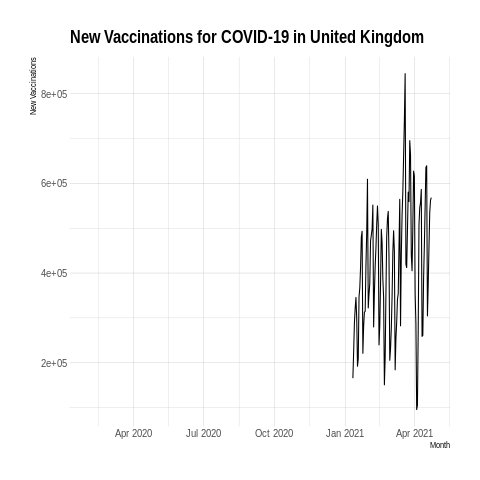 New Vaccinations for COVID-19 in United Kingdom
New Vaccinations
8e+05
6e+05
4e+05
2e+05
Apr 2020 Jul 2020 Oct 2020 Jan 2021 Apr 2021
Month